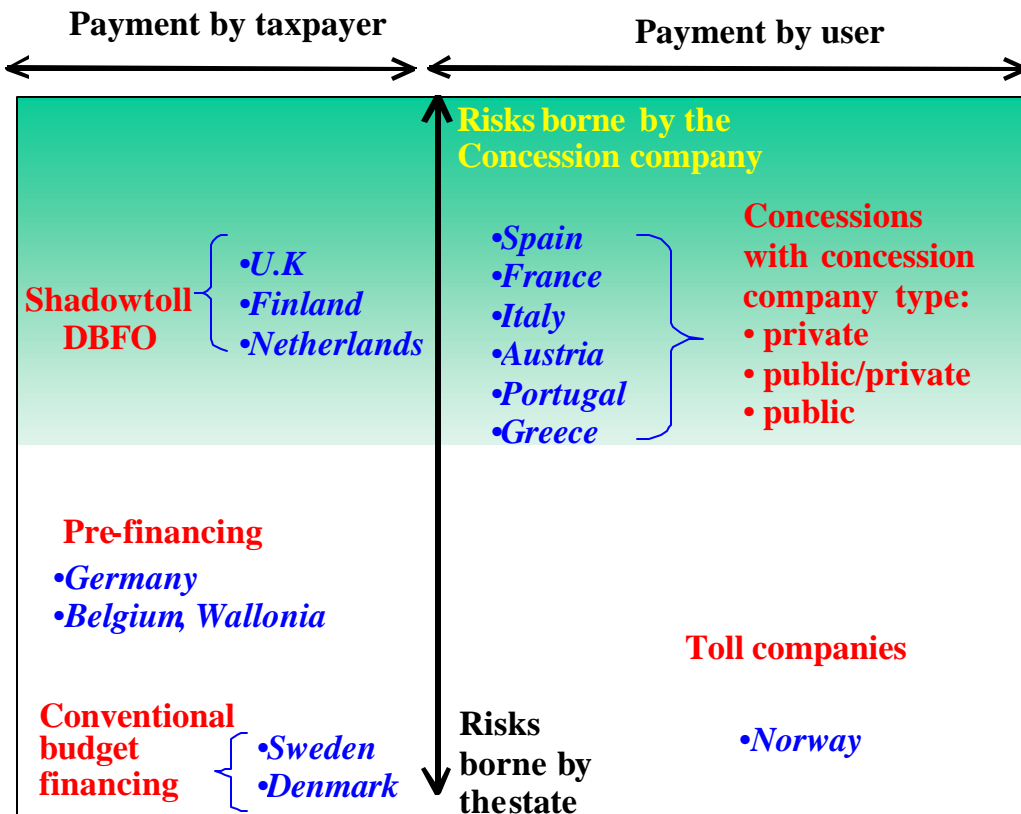 Payment by taxpayer
Payment by user
Risks borne by the
Concession company
Shadowtoll
DBFO
•U.K
•Finland
•Netherlands
•Spain
•France
•Italy
•Austria
•Portugal
•Greece
Concessions
with concession
company type:
• private
• public/private
• public
Pre-financing
•Germany
•Belgium, Wallonia
Toll companies
•Norway
Conventional
budget
financing
•Sweden
•Denmark
Risks
borne by
the state